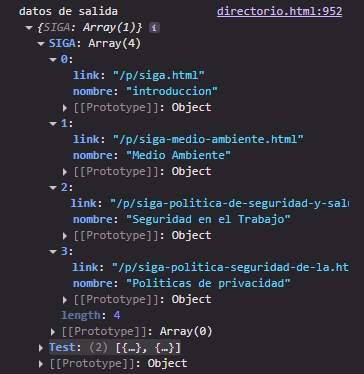 datos de salida directorio.html:952
{SIGA: Array(1)} i
SIGA: Array(4)
0:
link: "/p/siga.html"
nombre: "introduccion"
[[Prototype]]: Object
1:
link: "/p/siga-medio-ambiente.html"
nombre: "Medio Ambiente"
[[Prototype]]: Object
2:
link: "/p/siga-politica-de-seguridad-y-salu
nombre: "Seguridad en el Trabajo"
[[Prototype]]: Object
3:
link: "/p/siga-politica-seguridad-de-la.ht
nombre: "Politicas de privacidad"
[[Prototype]]: Object
length: 4
[[Prototype]]: Array(0)
Test: (2) [{…}, {…}]
[[Prototype]]: Object